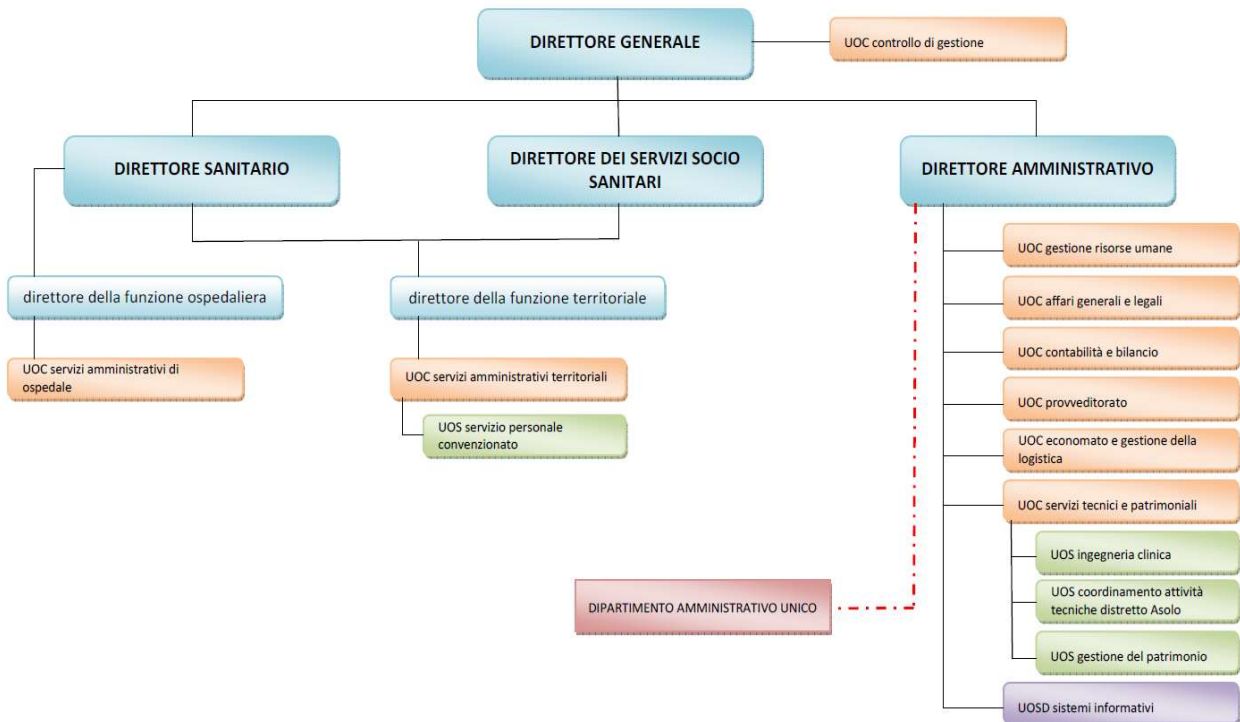 DIRETTORE GENERALE
UOC controllo di gestione
DIRETTORE SANITARIO
DIRETTORE DEI SERVIZI SOCIO
SANITARI
DIRETTORE AMMINISTRATIVO
direttore della funzione ospedaliera
UOC servizi amministrativi di
ospedale
direttore della funzione territoriale
UOC servizi amministrativi territoriali
UOS servizio personale
convenzionato
UOC gestione risorse umane
UOC affari generali e legali
UOC contabilità e bilancio
UOC provveditorato
UOC economato e gestione della
logistica
UOC servizi tecnici e patrimoniali
UOS ingegneria clinica
UOS coordinamento attività
tecniche distretto Asolo
UOS gestione del patrimonio
UOSD sistemi informativi
DIPARTIMENTO AMMINISTRATIVO UNICO